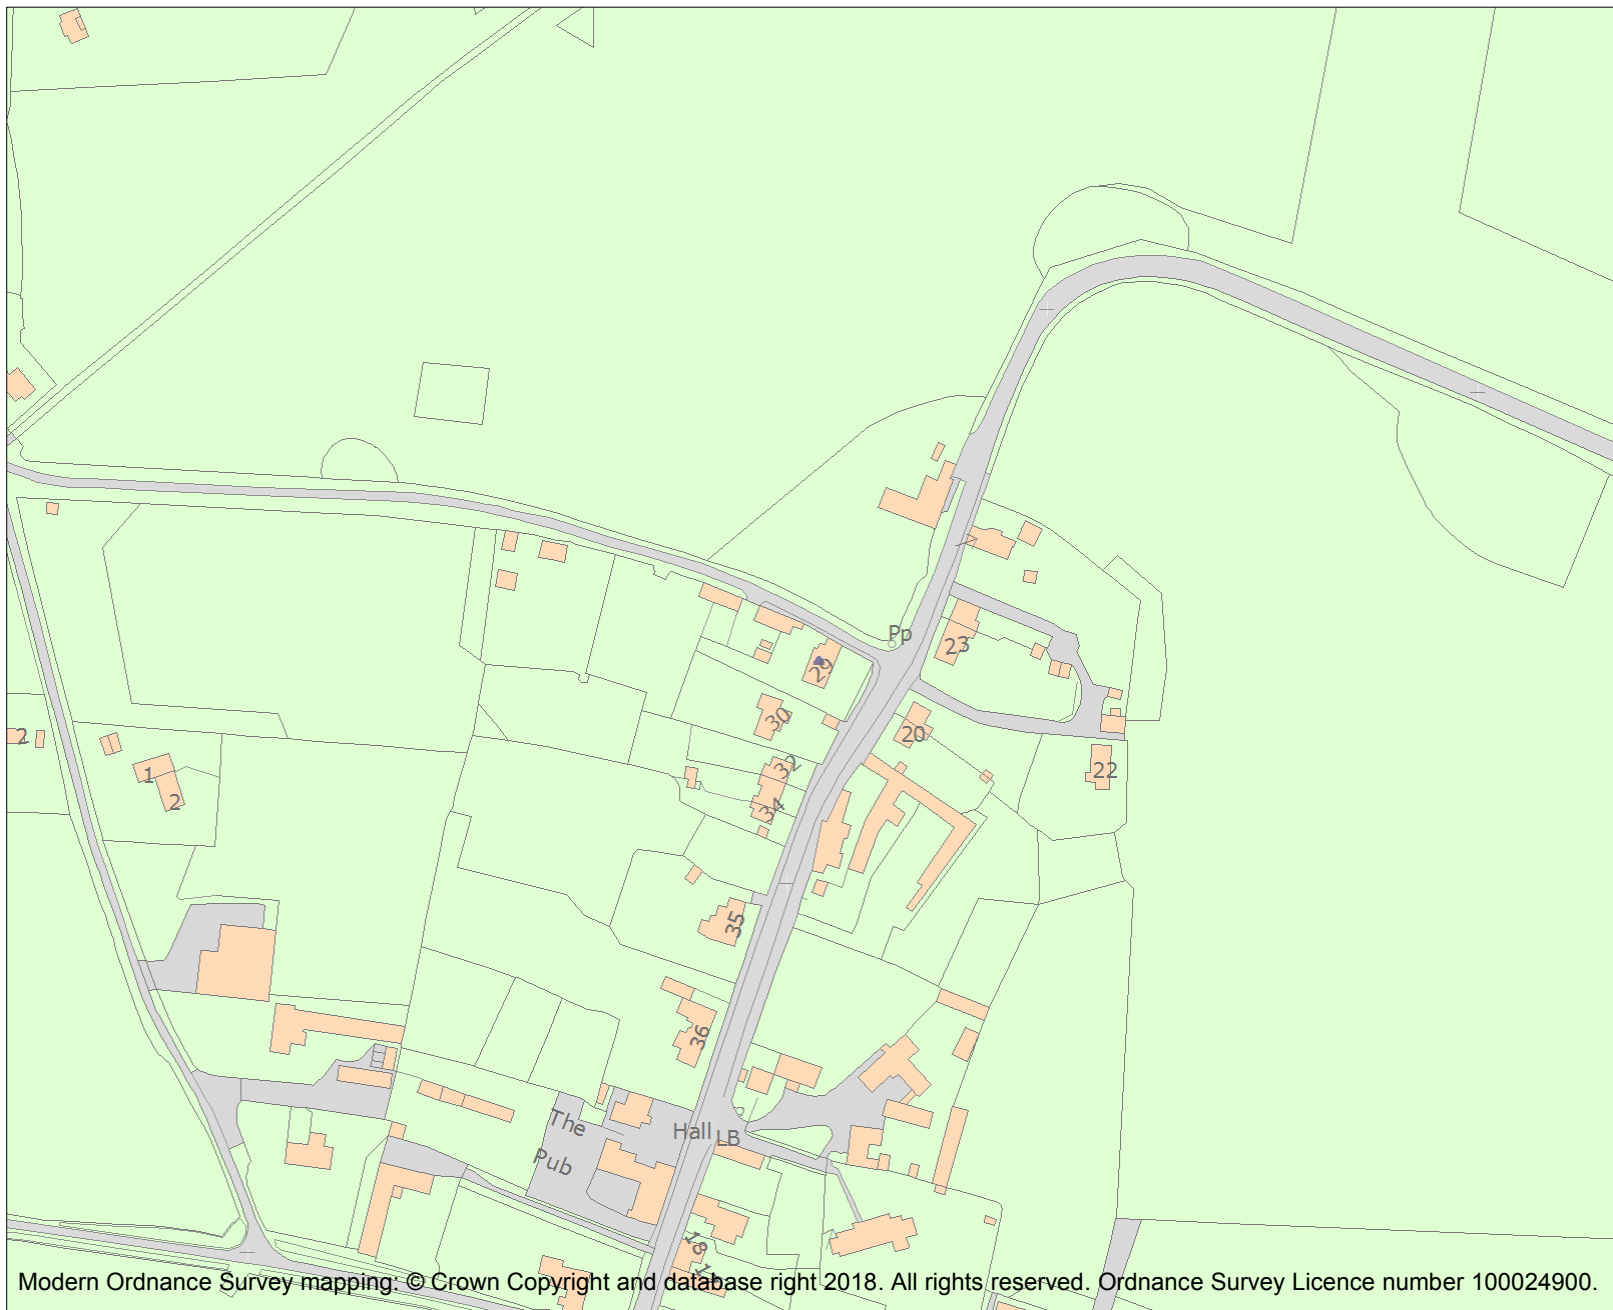 Pp
23
29
30
20
2
32
22
1
2
34
35
36
The
Hall LB
Pub
18
Modern Ordnance Survey mapping: © Crown Copyright and database right 2018. All rights reserved. Ordnance Survey Licence number 100024900.